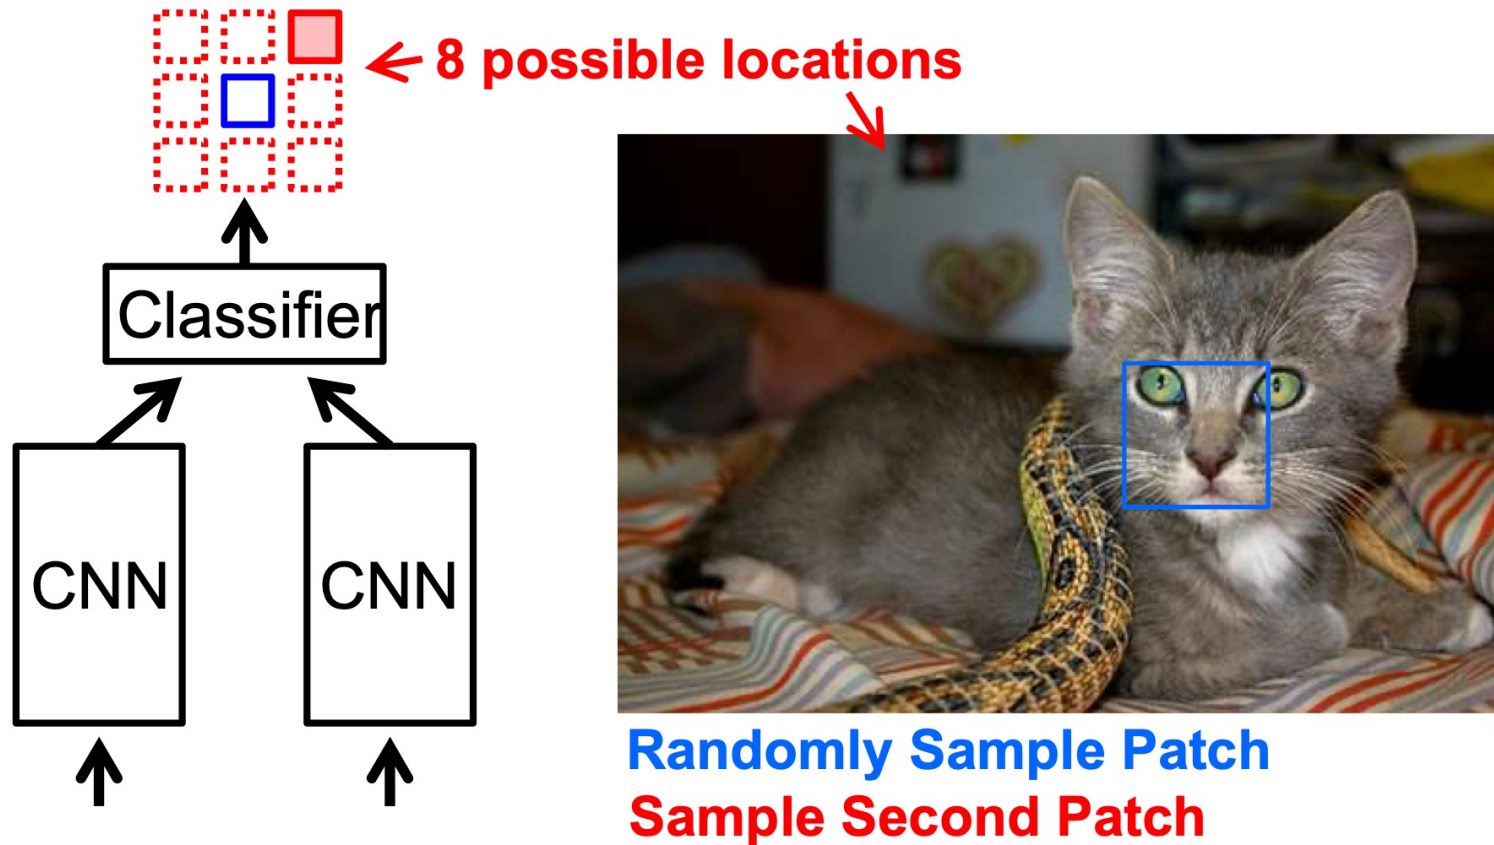 8 possible locations
Classifier
CNN
CNN
Randomly Sample Patch
Sample Second Patch